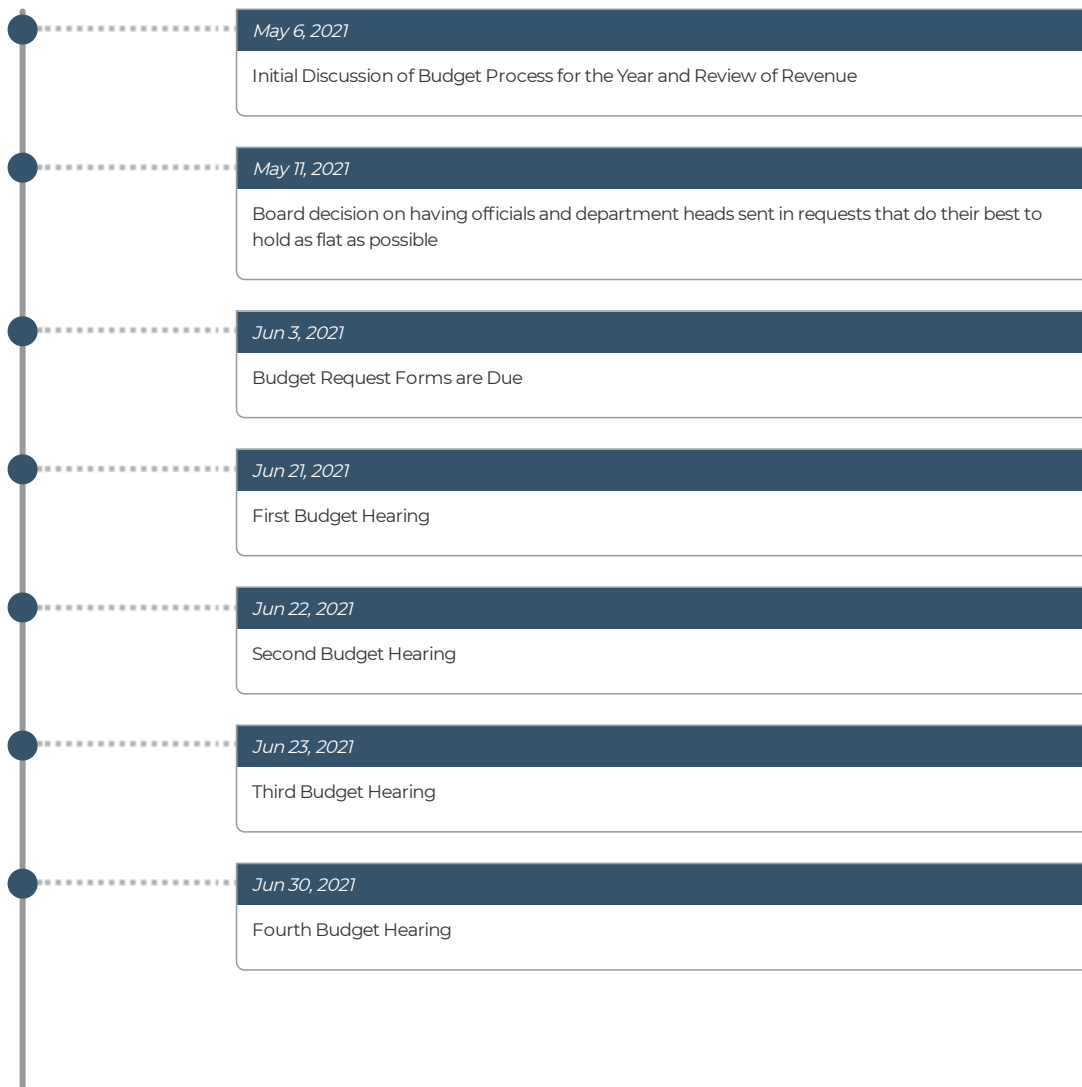 May 6, 2021
Initial Discussion of Budget Process for the Year and Review of Revenue
May 11, 2021
Board decision on having officials and department heads sent in requests that do their best to
hold as flat as possible
Jun 3, 2021
Budget Request Forms are Due
Jun 21, 2021
First Budget Hearing
Jun 22, 2021
Second Budget Hearing
Jun 23, 2021
Third Budget Hearing
Jun 30, 2021
Fourth Budget Hearing